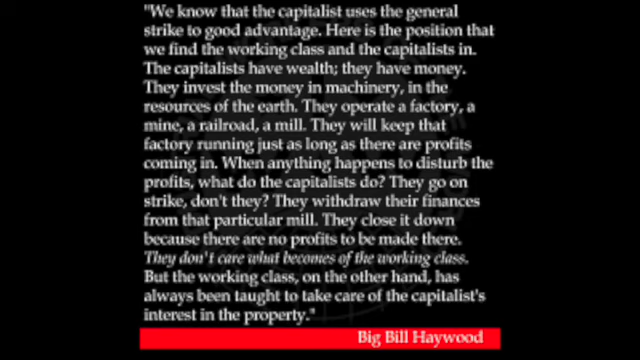 "We know that the capitalist uses the general
strike to good advantage. Here is the position that
we find the working class and the capitalists in.
The capitalists have wealth; they have money.
They invest the money in machinery, in the
resources of the earth. They operate a factory, a
mine, a railroad, a mill. They will keep that
factory running just as long as there are profits
coming in. When anything happens to disturb the
profits, what do the capitalists do? They go on
strike, don't they? They withdraw their finances
from that particular mill. They close it down
because there are no profits to be made there.
They don't care what becomes of the working class.
But the working class, on the other hand, has
always been taught to take care of the capitalist's
interest in the property."
Big Bill Haywood